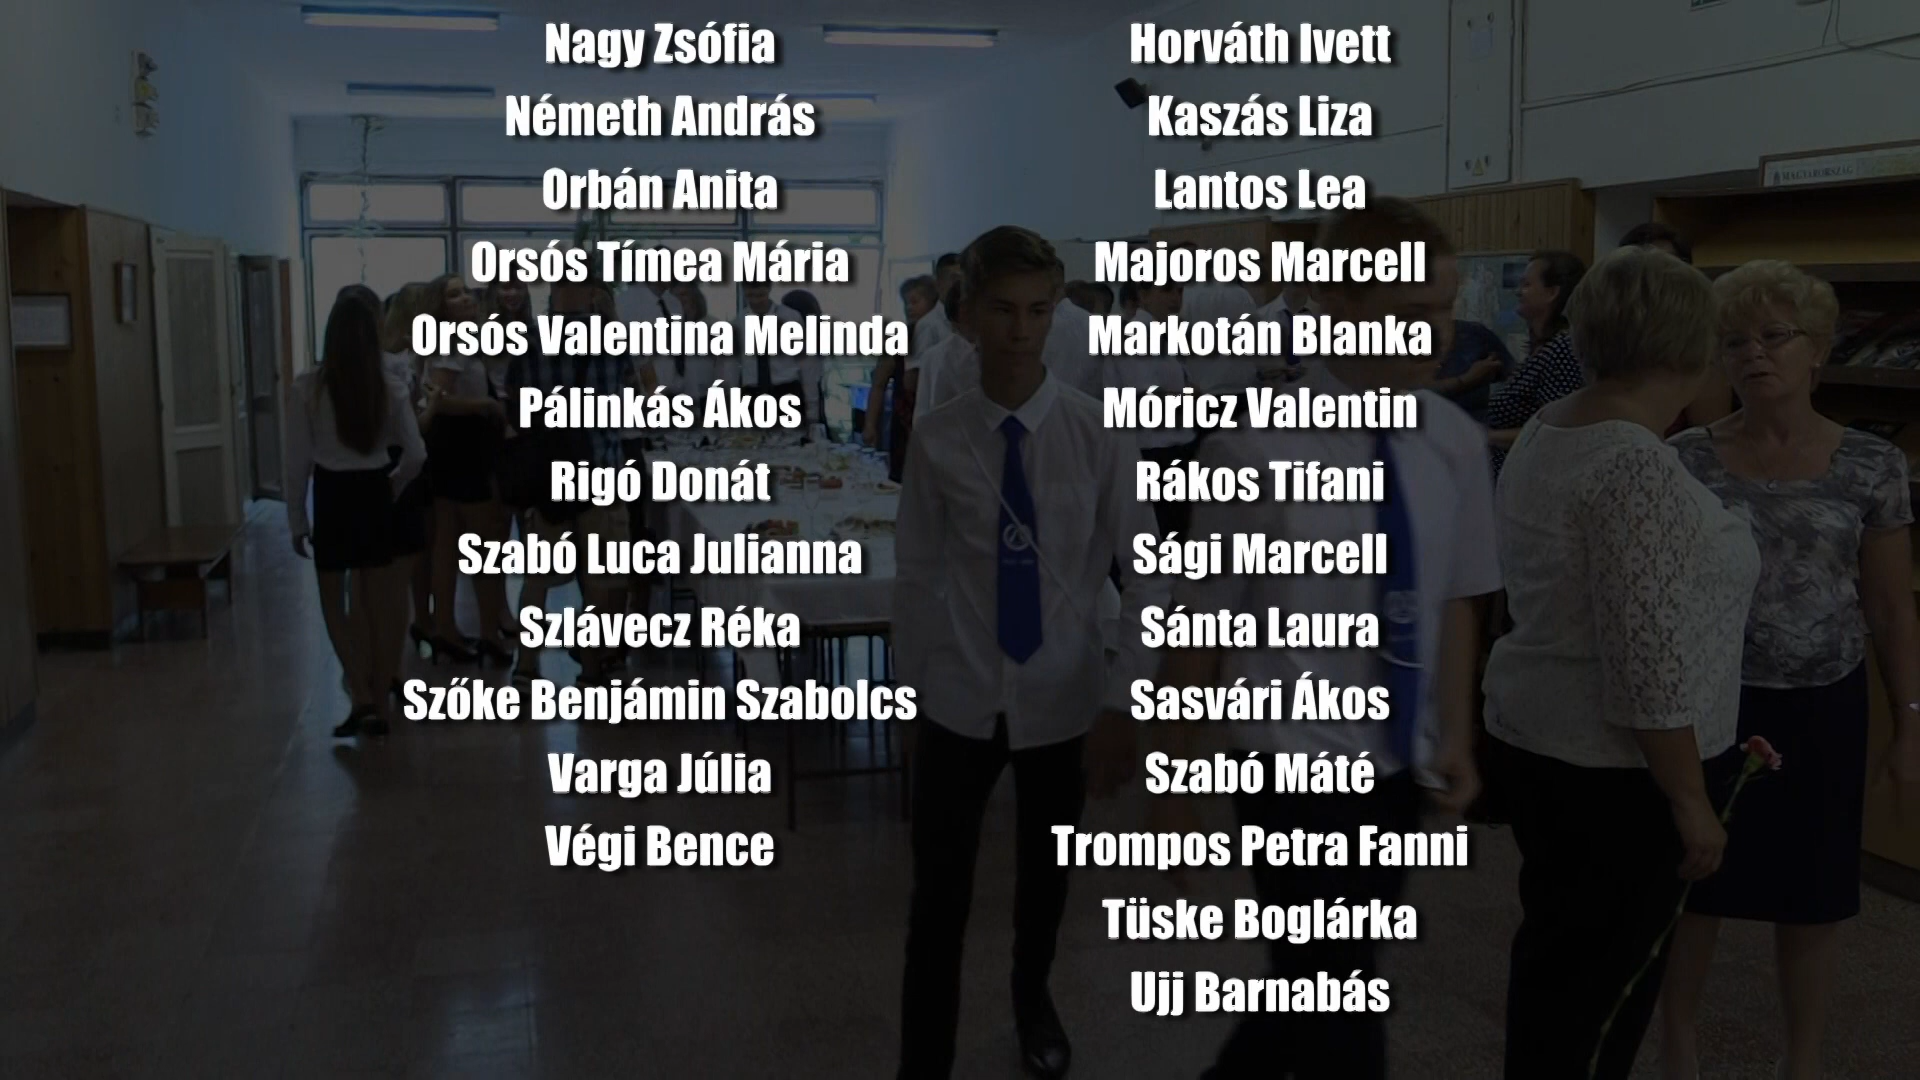 Nagy Zsófia
Németh András
Orbán Anita
Orsós Tímea Mária
Orsós Valentina Melinda
Pálinkás Ákos
Rigó Donát
Szabó Luca Julianna
Szlávecz Réka
Szőke Benjámin Szabolcs
Varga Júlia
Végi Bence
Horváth Ivett
Kaszás Liza
Lantos Lea
Majoros Marcell
Markotán Blanka
Móricz Valentin
Rákos Tifani
Sági Marcell
Sánta Laura
Sasvári Ákos
Szabó Máté
Trompos Petra Fanni
Tüske Boglárka
Ujj Barnabás
MAGYARORSZÁG